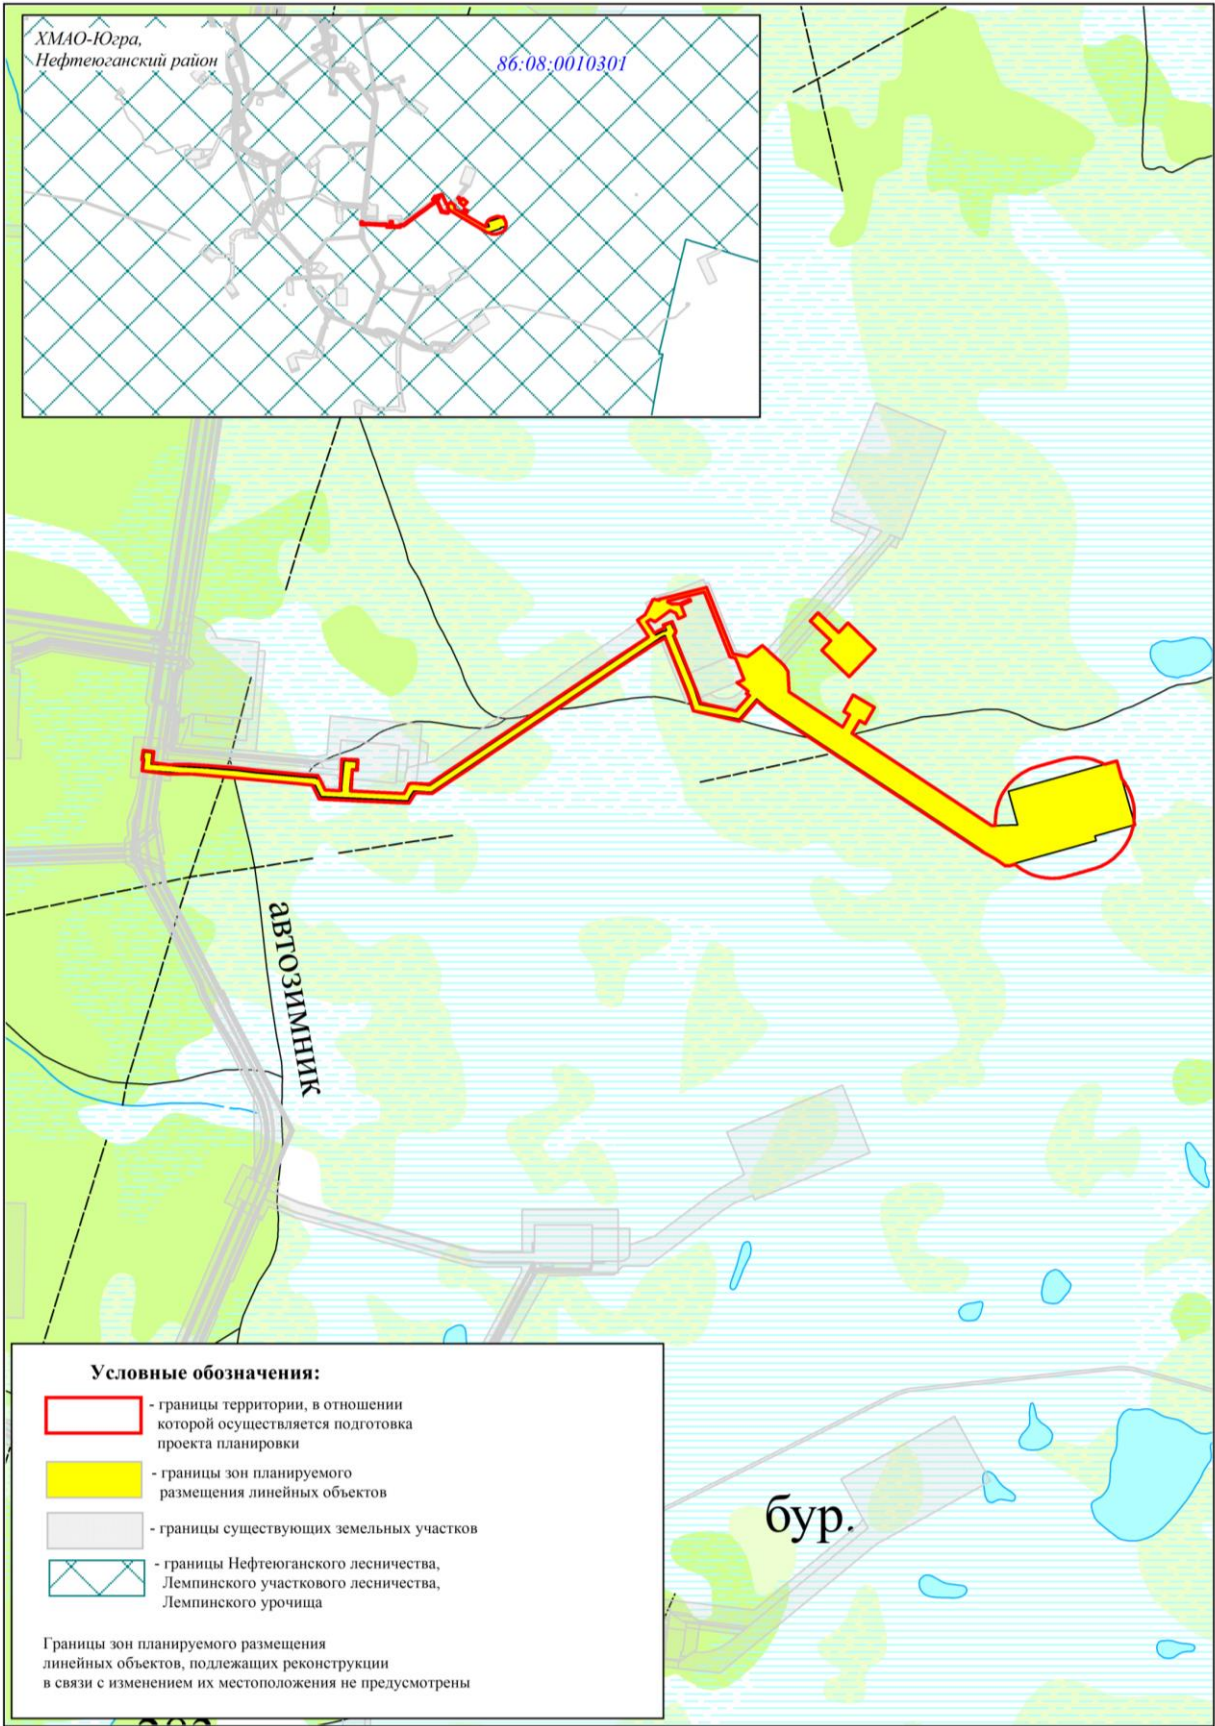 ХМАО-Югра,
Нефтеюганский район
86:08:0010301
автозимник
бур.
Условные обозначения:
- границы территории, в отношении
которой осуществляется подготовка
проекта планировки
- границы зон планируемого
размещения линейных объектов
- границы существующих земельных участков
- границы Нефтеюганского лесничества,
Лемпинского участкового лесничества,
Лемпинского урочища
Границы зон планируемого размещения
линейных объектов, подлежащих реконструкции
в связи с изменением их местоположения не предусмотрены